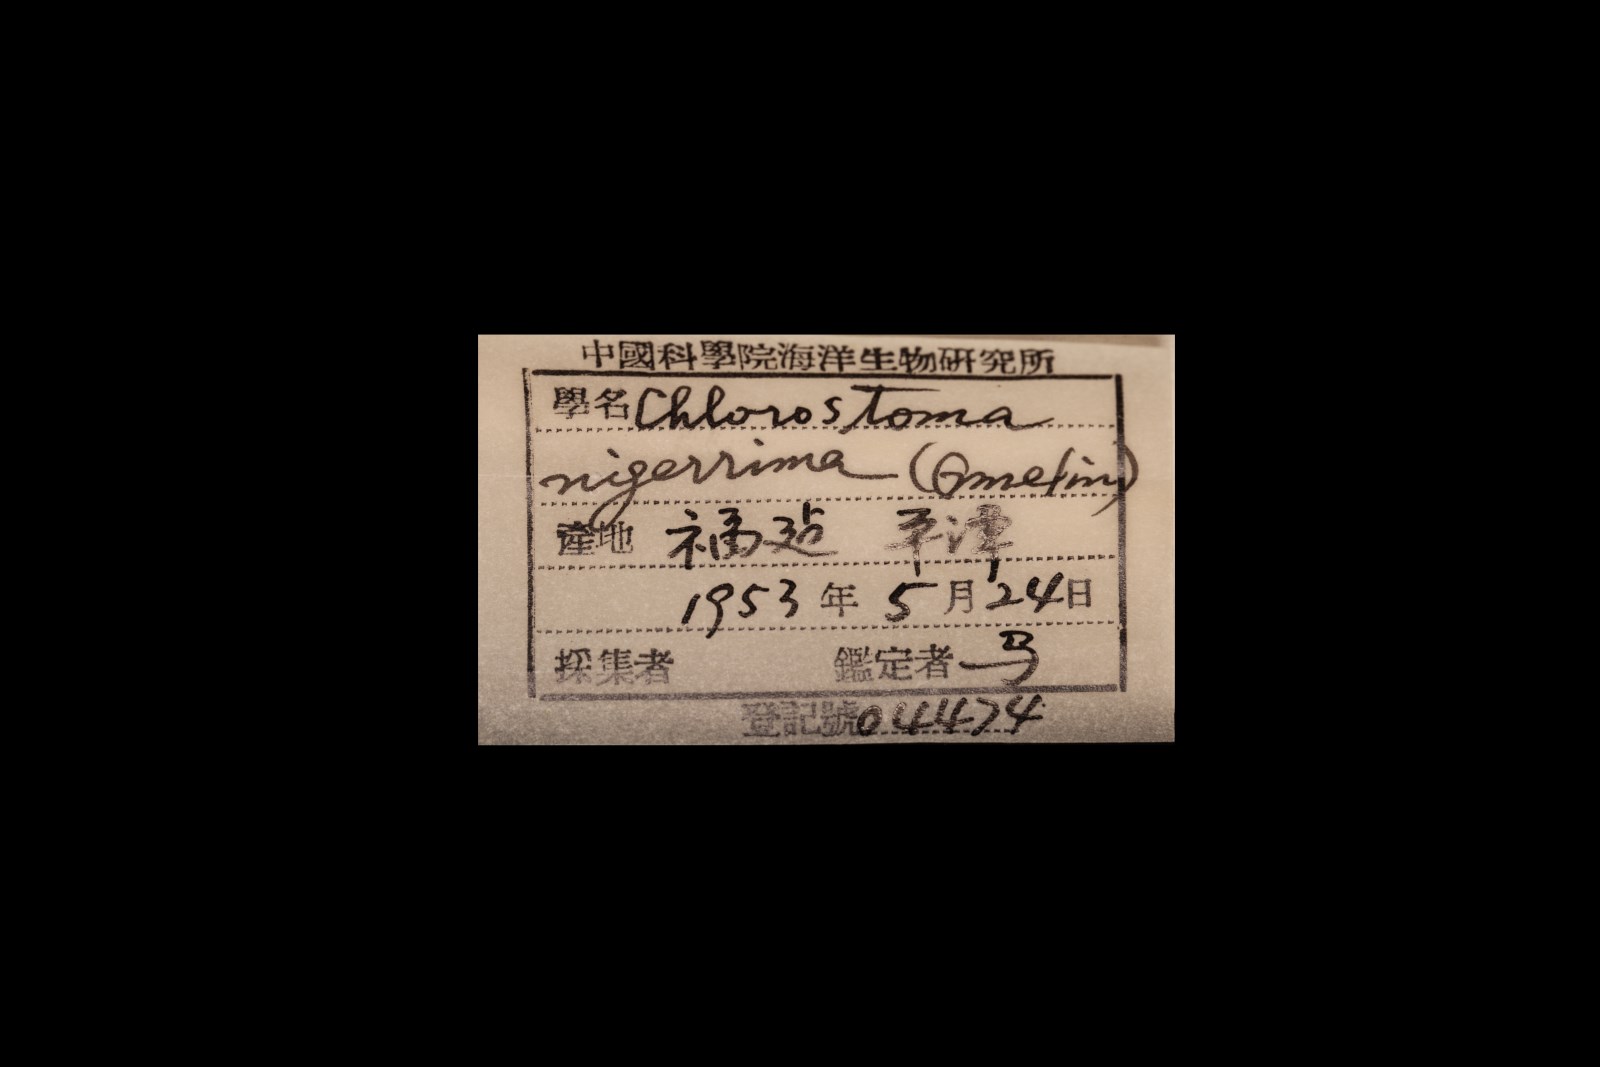 中國科學院海洋生物研究所
學名 Chlorostoma
nigerrima (Gmelin)
產地 福建 平潭
1953 年 5 月 24 日
採集者 鑑定者 马
登記號 04474